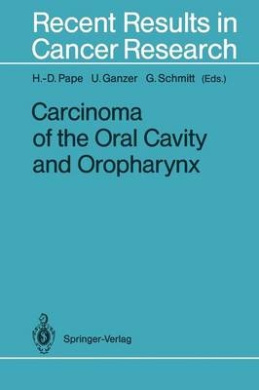 Recent Results in
Cancer Research
H.-D. Pape  U. Ganzer  G. Schmitt  (Eds.)
Carcinoma
of the Oral Cavity
and Oropharynx
Springer-Verlag